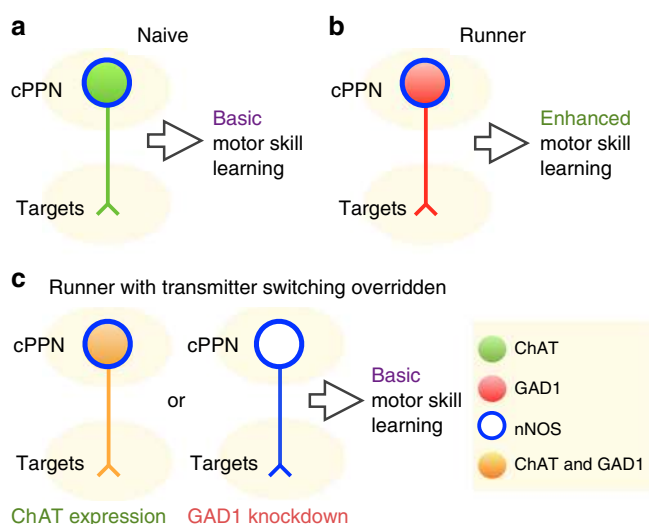 a
Naive
cPPN
Basic
motor skill
learning
Targets
b
Runner
cPPN
Enhanced
motor skill
learning
Targets
c
Runner with transmitter switching overridden
cPPN
cPPN
or
Basic
motor skill
learning
Targets
Targets
ChAT expression
GAD1 knockdown
ChAT
GAD1
nNOS
ChAT and GAD1